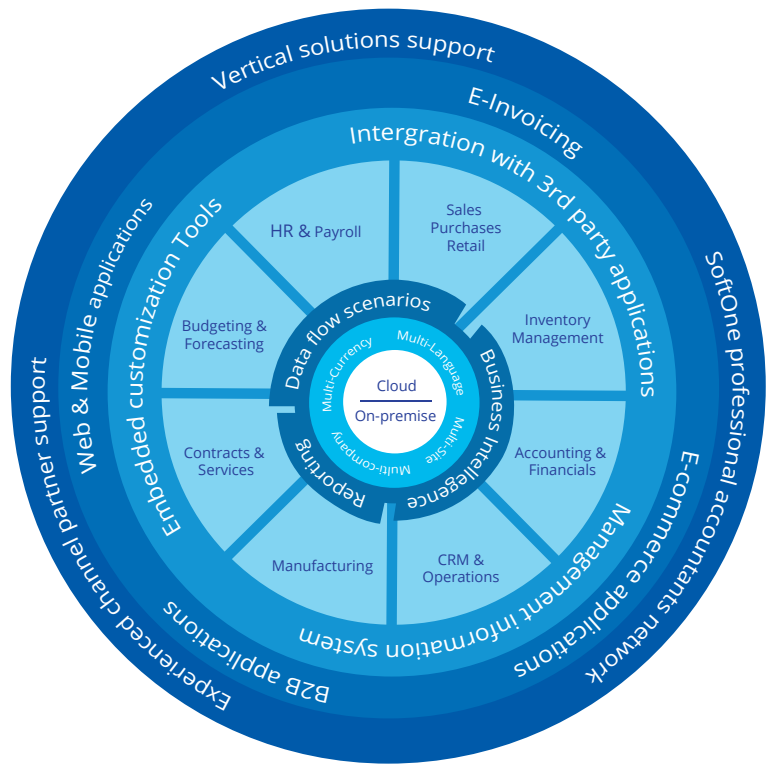 Vertical solutions support
SoftOne professional accountants network
Experienced channel partner support
E-Invoicing
E-commerce applications
B2B applications
Web & Mobile applications
Intergration with 3rd party applications
Management information system
Embedded customization Tools
HR & Payroll
Sales
Purchases
Retail
Inventory
Management
Accounting &
Financials
CRM &
Operations
Manufacturing
Contracts &
Services
Budgeting &
Forecasting
Data flow scenarios
Business Intellegence
Reporting
Multi-Currency
Multi-Language
Multi-Site
Multi-company
Cloud
On-premise